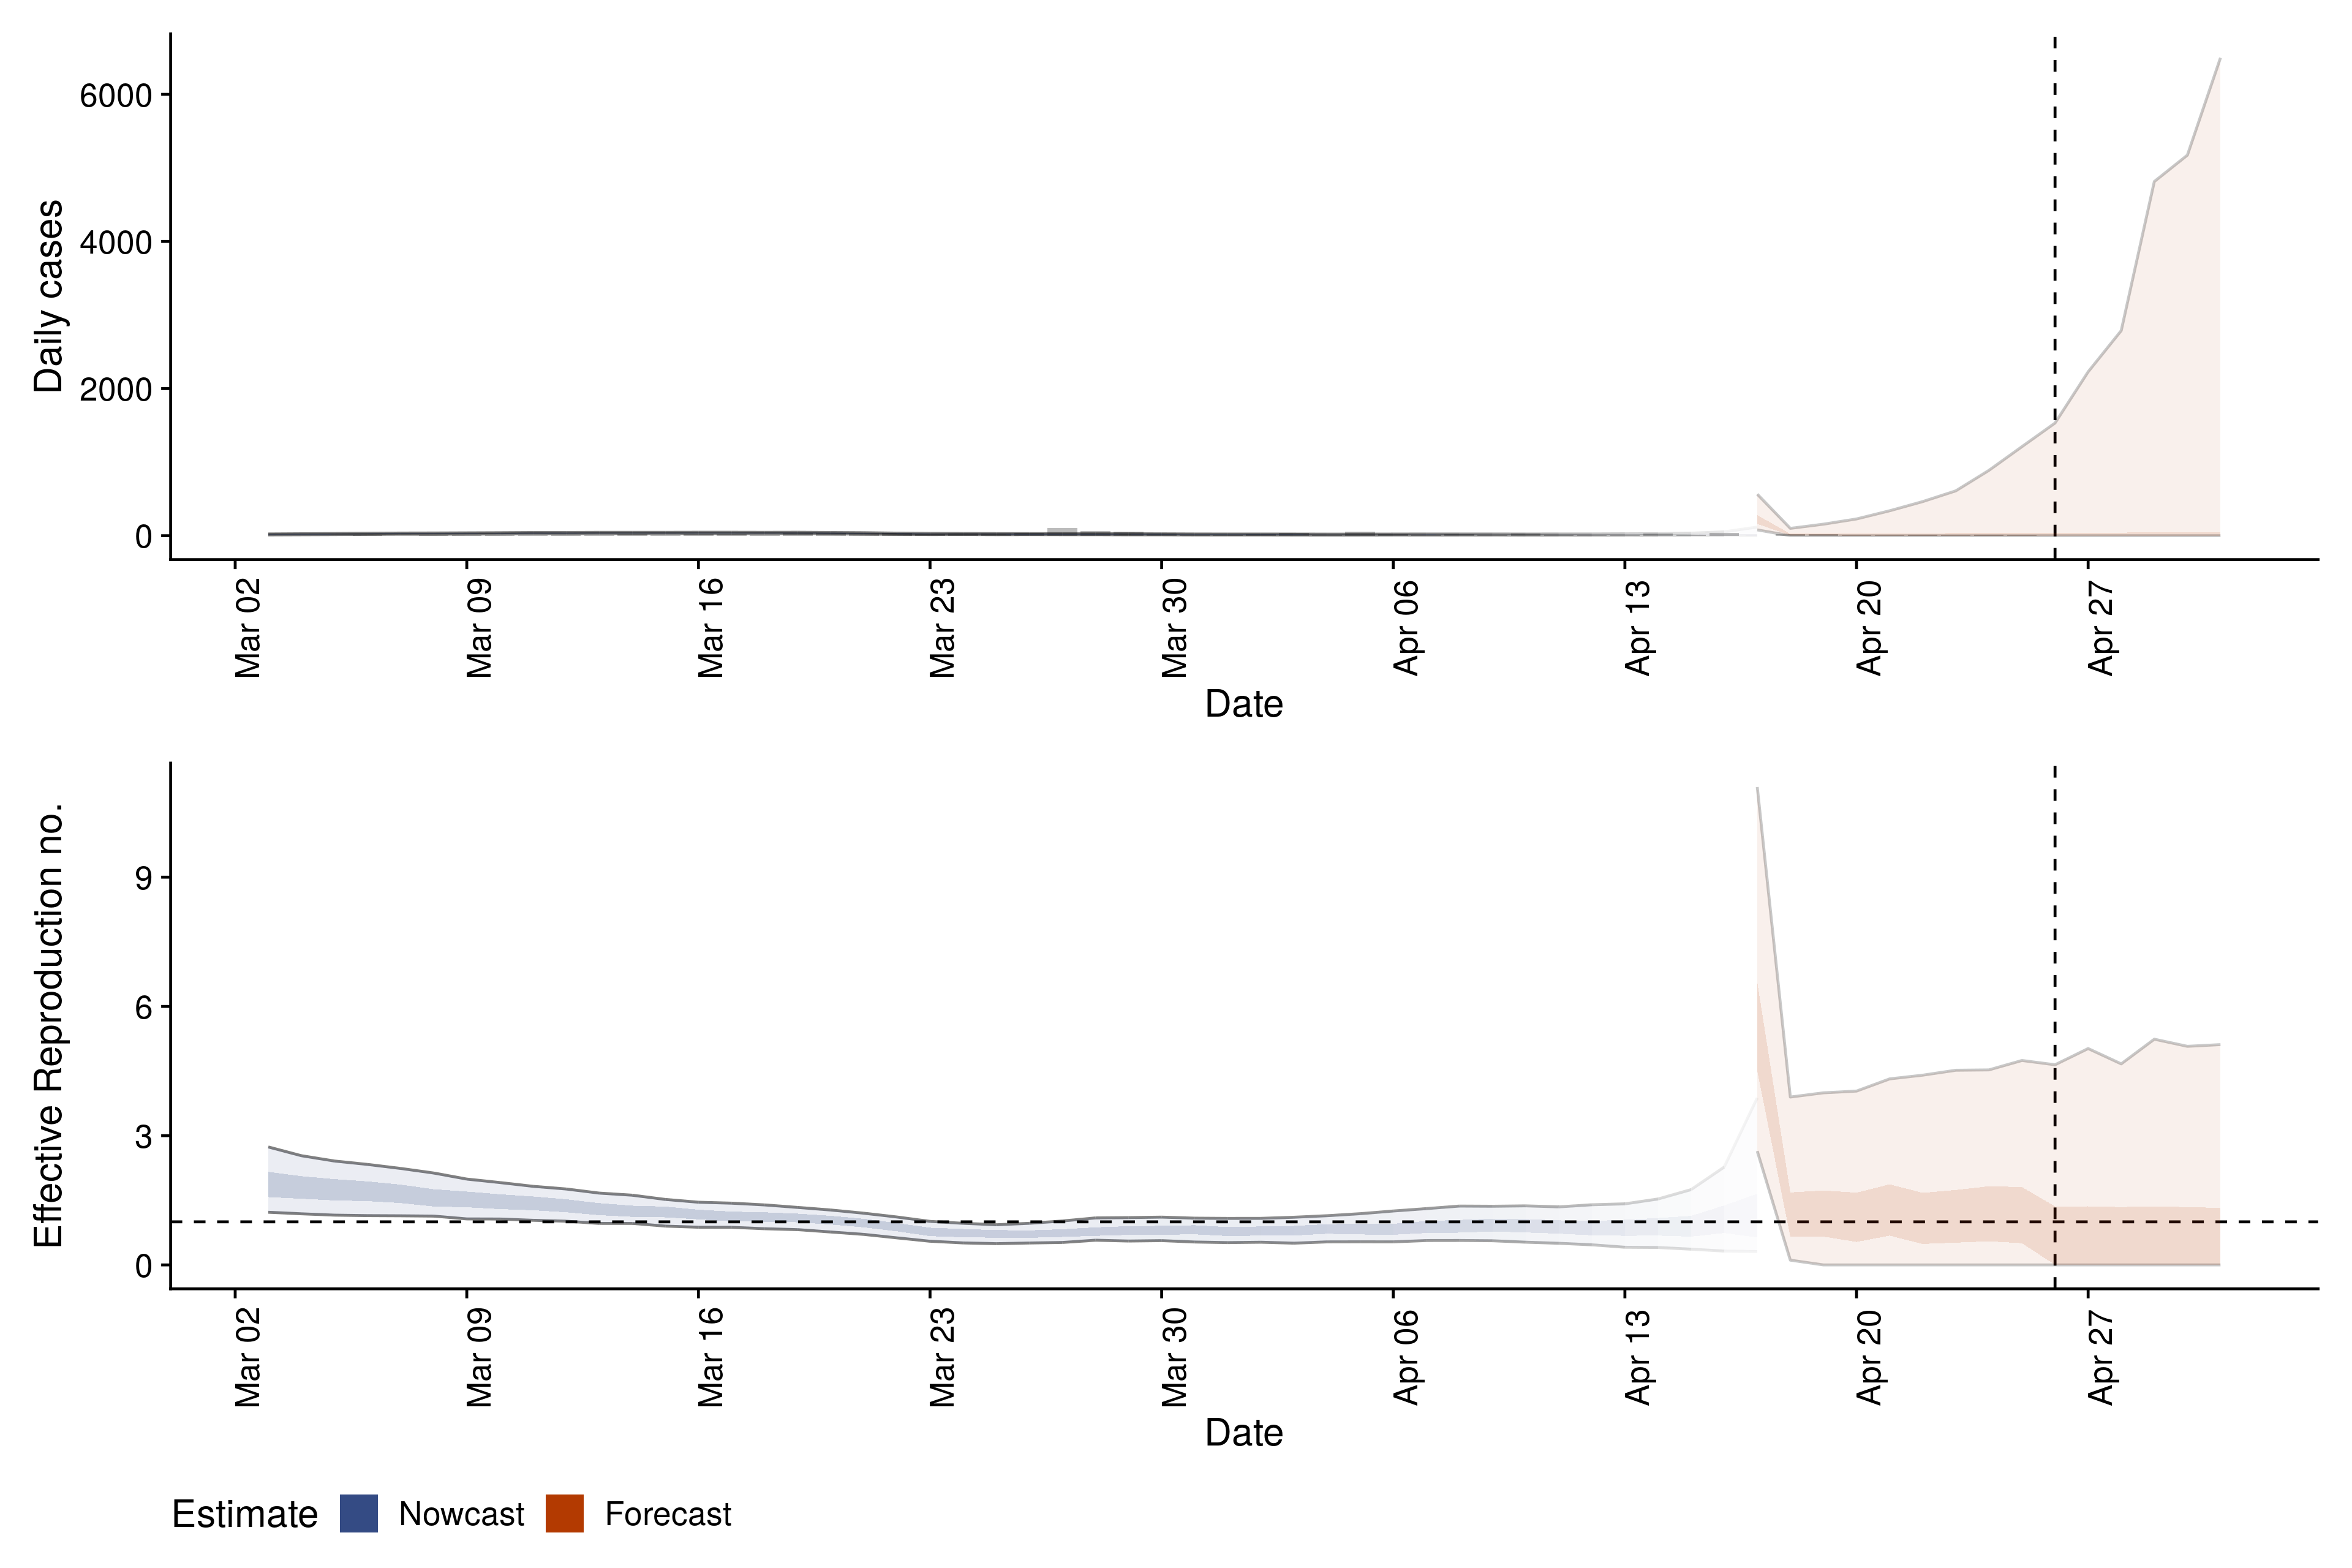 Daily cases
6000
4000
2000
0
Mar 02
Mar 09
Mar 16
Mar 23
Mar 30
Apr 06
Apr 13
Apr 20
Apr 27
Date
Effective Reproduction no.
9
6
3
0
Mar 02
Mar 09
Mar 16
Mar 23
Mar 30
Apr 06
Apr 13
Apr 20
Apr 27
Date
Estimate Nowcast Forecast